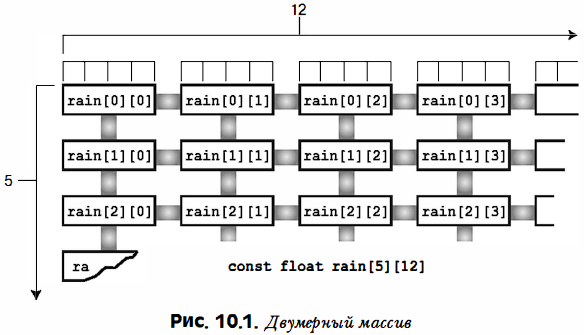 12
rain[0][0] rain[0][1] rain[0][2] rain[0][3]
5
rain[1][0] rain[1][1] rain[1][2] rain[1][3]
rain[2][0] rain[2][1] rain[2][2] rain[2][3]
ra
const float rain[5][12]
Рис. 10.1. Двумерный массив